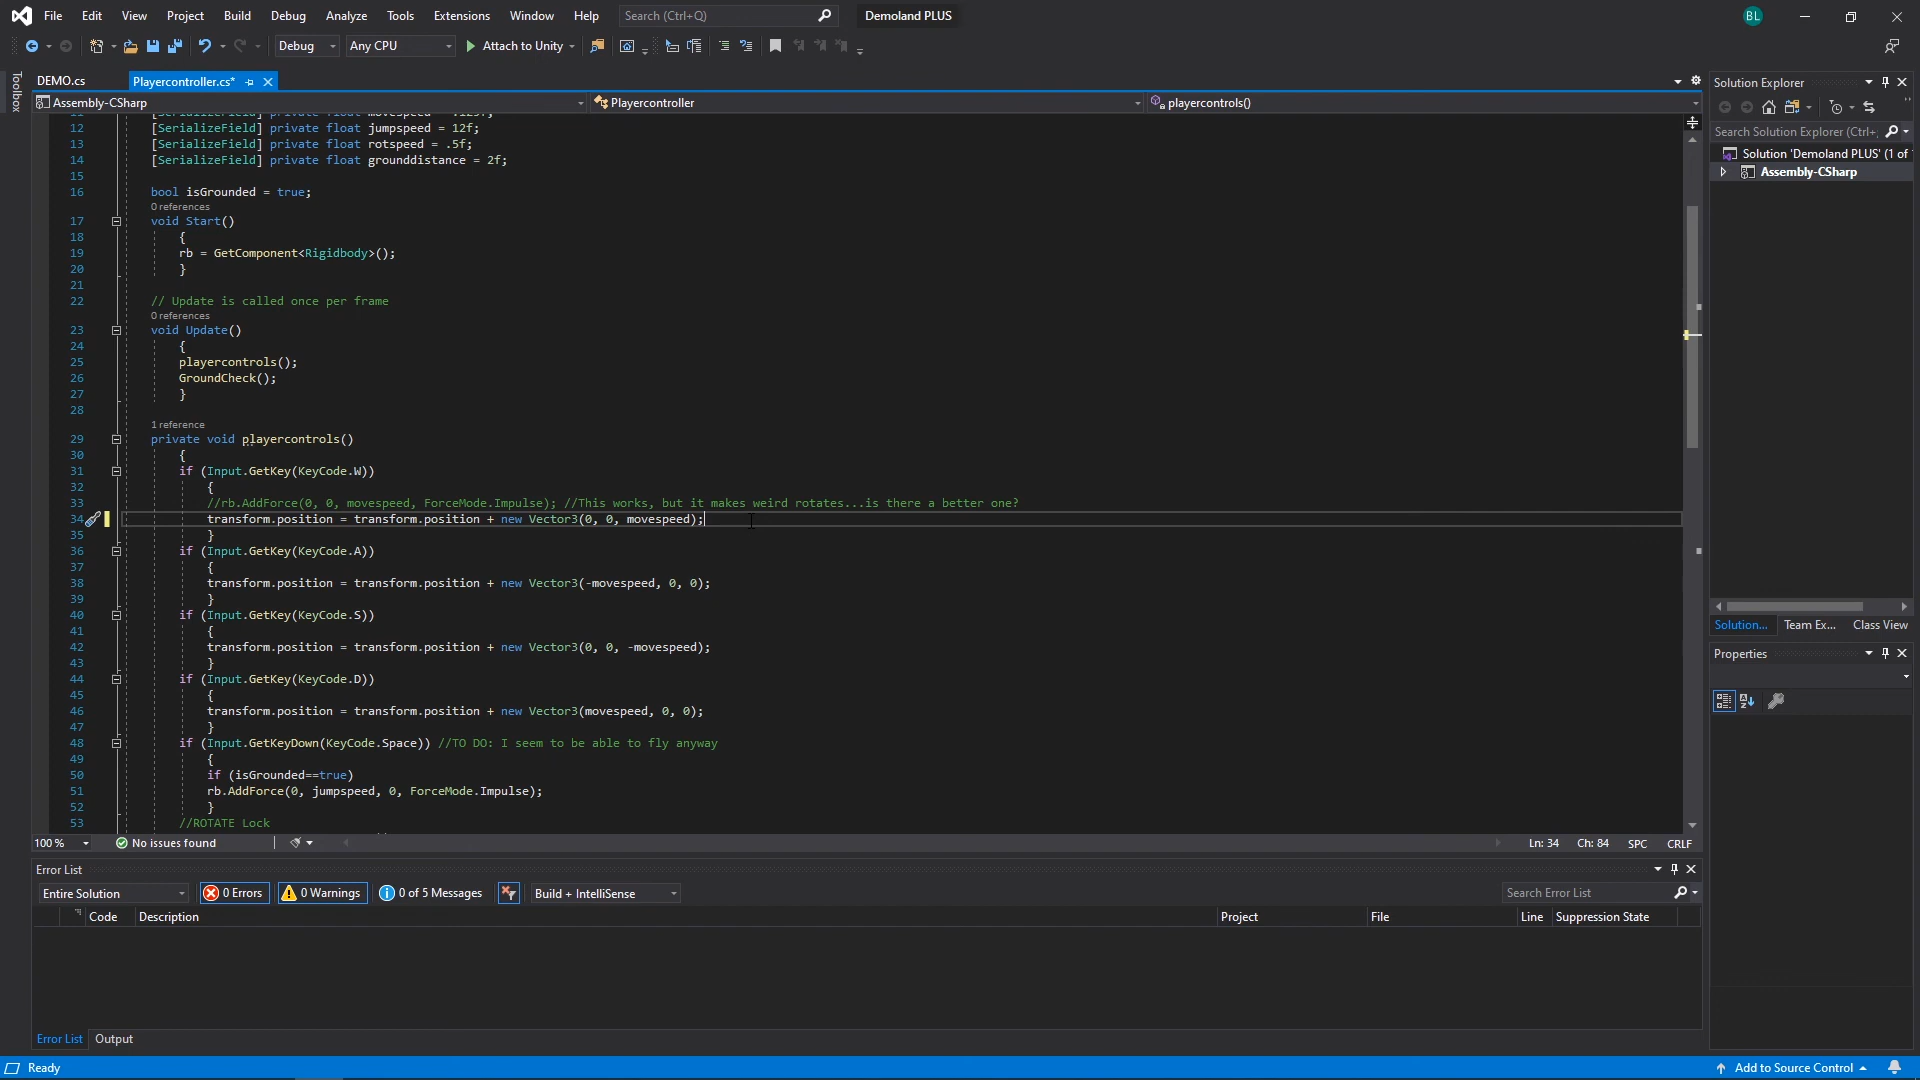 File Edit View Project Build Debug Analyze Tools Extensions Window Help Search (Ctrl+Q) Demoland PLUS BL
Debug Any CPU Attach to Unity
Toolbox
DEMO.cs Playercontroller.cs*
Assembly-CSharp Playercontroller playercontrols()
11 [SerializeField] private float movespeed = .125f;
12 [SerializeField] private float jumpspeed = 12f;
13 [SerializeField] private float rotspeed = .5f;
14 [SerializeField] private float grounddistance = 2f;
15
16 bool isGrounded = true;
0 references
17 void Start()
18 {
19 rb = GetComponent<Rigidbody>();
20 }
21
22 // Update is called once per frame
0 references
23 void Update()
24 {
25 playercontrols();
26 GroundCheck();
27 }
28
1 reference
29 private void playercontrols()
30 {
31 if (Input.GetKey(KeyCode.W))
32 {
33 //rb.AddForce(0, 0, movespeed, ForceMode.Impulse); //This works, but it makes weird rotates...is there a better one?
34 transform.position = transform.position + new Vector3(0, 0, movespeed);
35 }
36 if (Input.GetKey(KeyCode.A))
37 {
38 transform.position = transform.position + new Vector3(-movespeed, 0, 0);
39 }
40 if (Input.GetKey(KeyCode.S))
41 {
42 transform.position = transform.position + new Vector3(0, 0, -movespeed);
43 }
44 if (Input.GetKey(KeyCode.D))
45 {
46 transform.position = transform.position + new Vector3(movespeed, 0, 0);
47 }
48 if (Input.GetKeyDown(KeyCode.Space)) //TO DO: I seem to be able to fly anyway
49 {
50 if (isGrounded==true)
51 rb.AddForce(0, jumpspeed, 0, ForceMode.Impulse);
52 }
53 //ROTATE Lock
100 % No issues found Ln: 34 Ch: 84 SPC CRLF
Solution Explorer
Search Solution Explorer (Ctrl+;
Solution 'Demoland PLUS' (1 of
Assembly-CSharp
Solution... Team Ex... Class View
Properties
Error List
Entire Solution 0 Errors 0 Warnings 0 of 5 Messages Build + IntelliSense Search Error List
Code Description Project File Line Suppression State
Error List Output
Ready Add to Source Control